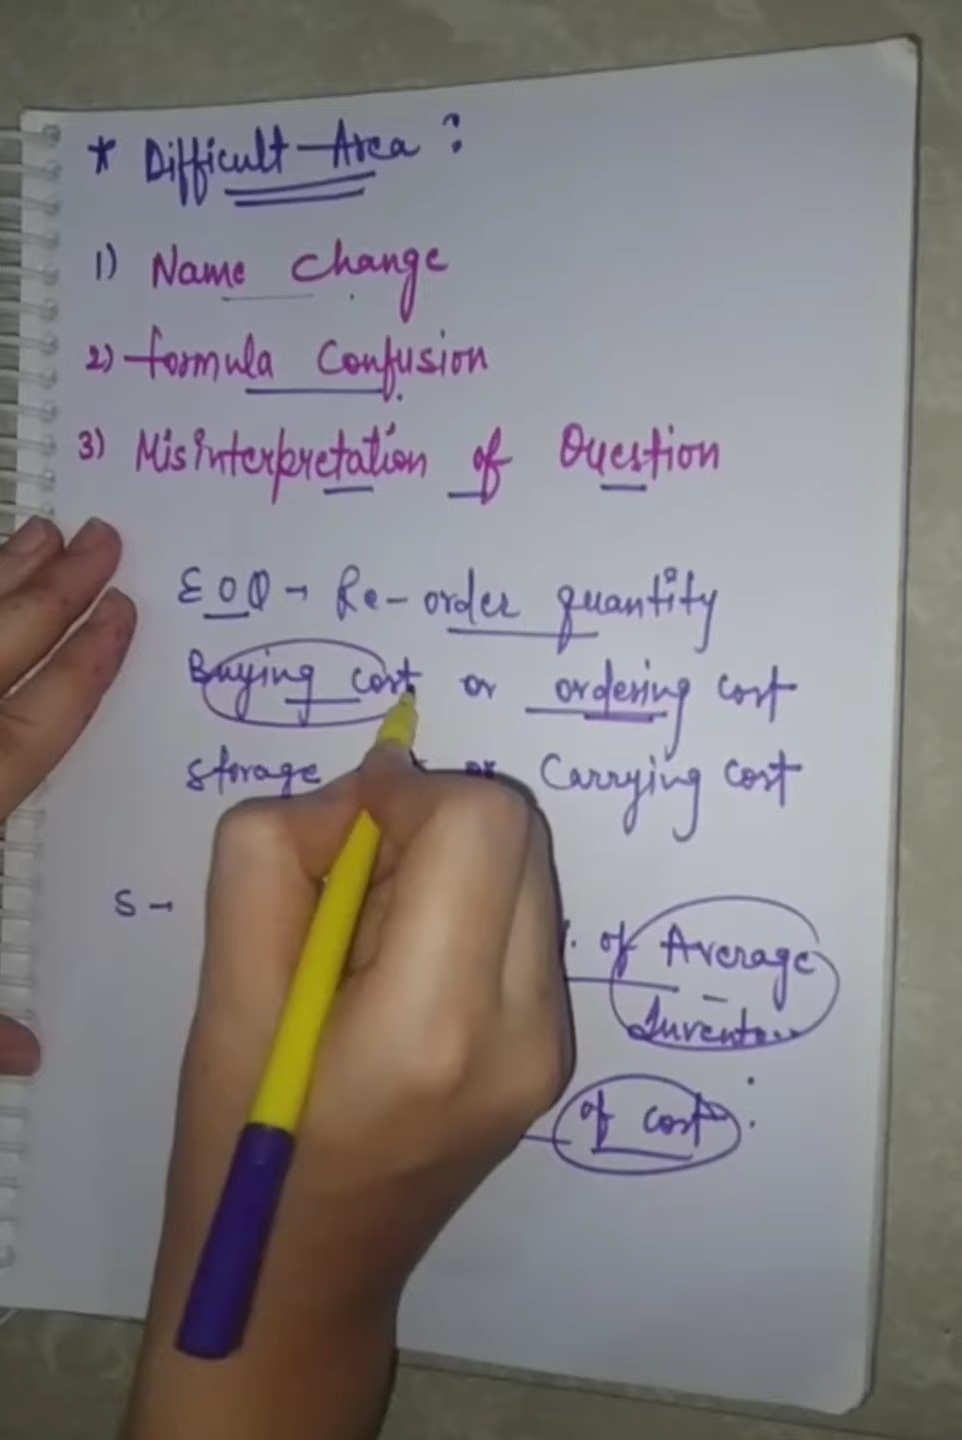 * Difficult Area :
1) Name Change
2) formula Confusion
3) Misinterpretation of Question
EOQ → Re-order quantity
Buying cost or ordering cost
Storage or Carrying cost
S → of Average
of cost